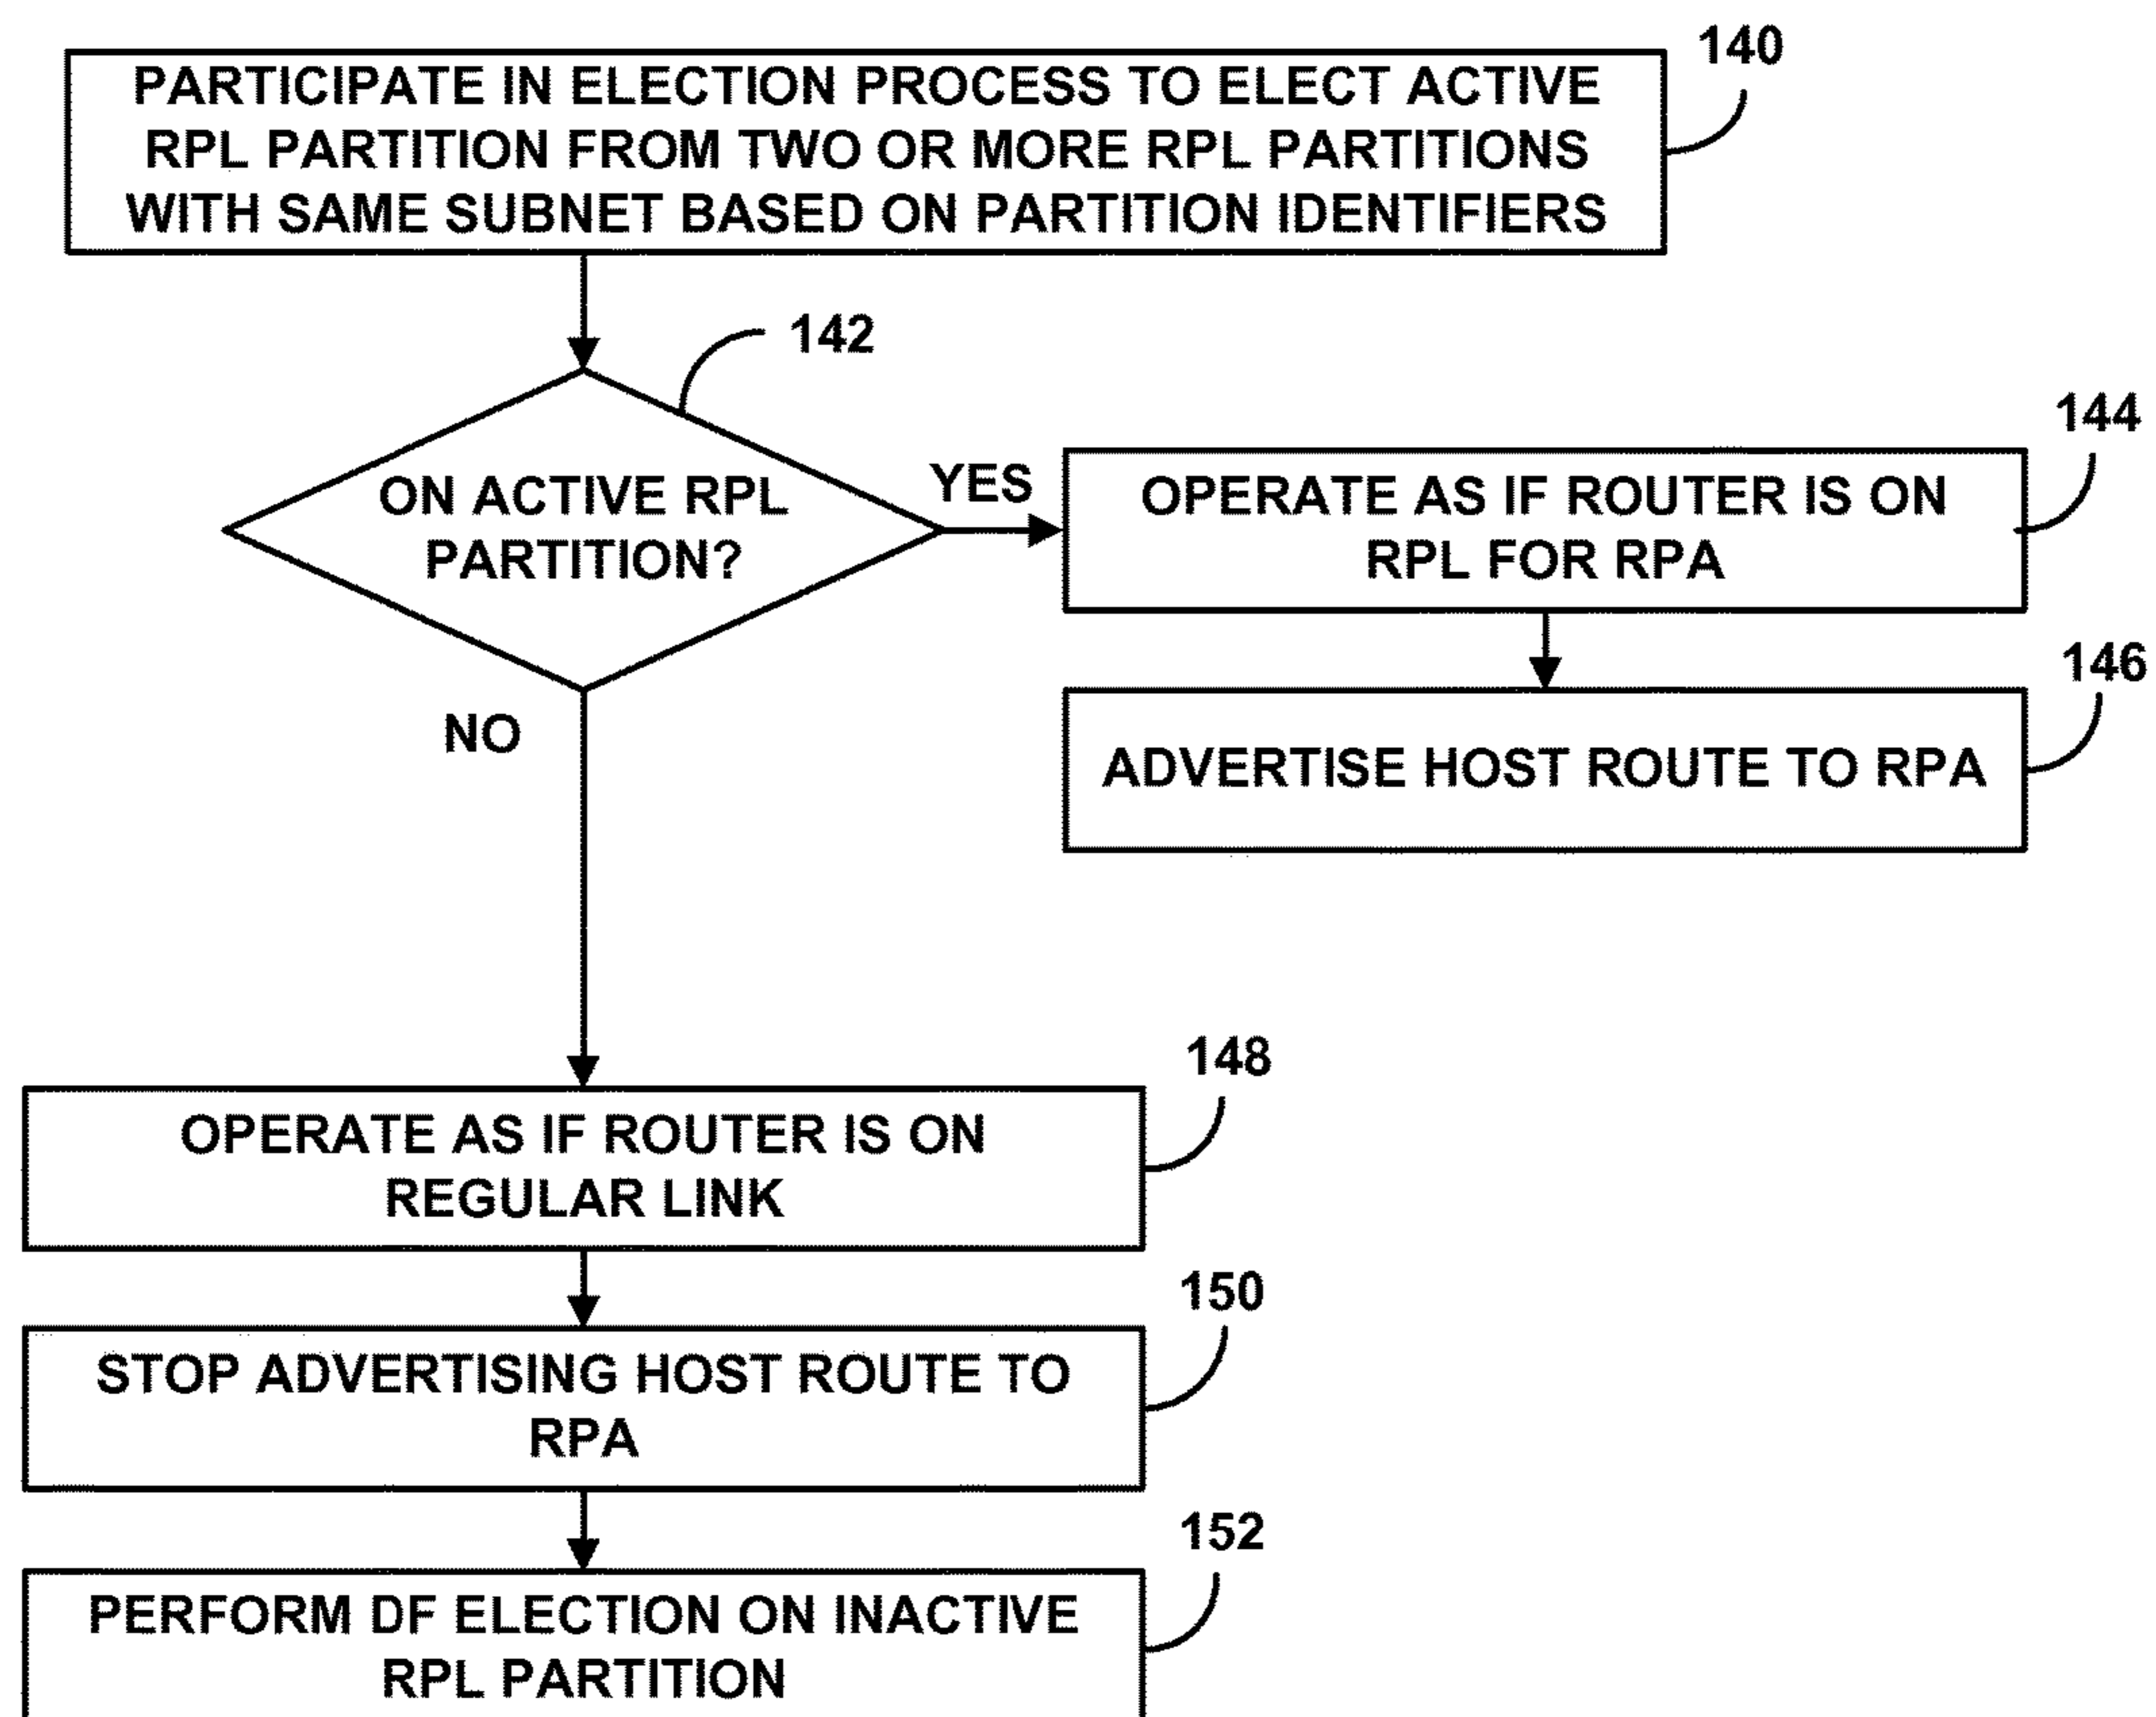 140
PARTICIPATE IN ELECTION PROCESS TO ELECT ACTIVE
RPL PARTITION FROM TWO OR MORE RPL PARTITIONS
WITH SAME SUBNET BASED ON PARTITION IDENTIFIERS
142
ON ACTIVE RPL
PARTITION?
YES
144
OPERATE AS IF ROUTER IS ON
RPL FOR RPA
146
ADVERTISE HOST ROUTE TO RPA
NO
148
OPERATE AS IF ROUTER IS ON
REGULAR LINK
150
STOP ADVERTISING HOST ROUTE TO
RPA
152
PERFORM DF ELECTION ON INACTIVE
RPL PARTITION